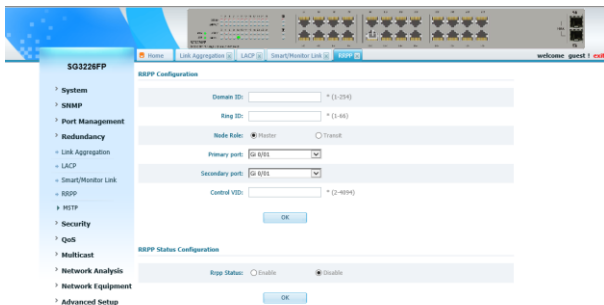 Home Link Aggregation LACP Smart/Monitor Link RRPP welcome guest ! exit
SG3226FP
System
SNMP
Port Management
Redundancy
Link Aggregation
LACP
Smart/Monitor Link
RRPP
MSTP
Security
QoS
Multicast
Network Analysis
Network Equipment
Advanced Setup
RRPP Configuration
Domain ID: * (1-254)
Ring ID: * (1-66)
Node Role: Master Transit
Primary port: Gi 0/01
Secondary port: Gi 0/01
Control VID: * (2-4094)
OK
RRPP Status Configuration
Rrpp Status: Enable Disable
OK